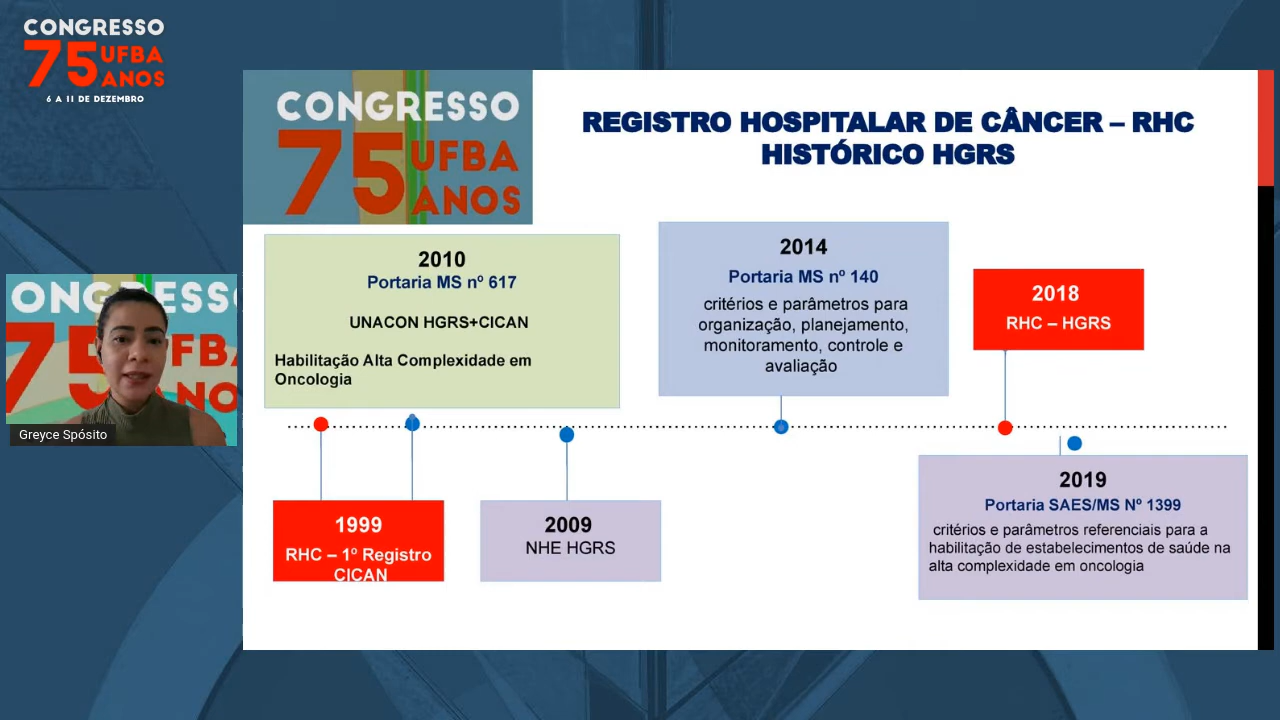 CONGRESSO
75 UFBA
ANOS
6 A 11 DE DEZEMBRO
CONGRESSO
75 UFBA
ANOS
REGISTRO HOSPITALAR DE CÂNCER – RHC
HISTÓRICO HGRS
2010
Portaria MS nº 617
UNACON HGRS+CICAN
Habilitação Alta Complexidade em
Oncologia
2014
Portaria MS nº 140
critérios e parâmetros para
organização, planejamento,
monitoramento, controle e
avaliação
2018
RHC – HGRS
ONGRESSO
75 UFBA
ANO
Greyce Spósito
1999
RHC – 1º Registro
CICAN
2009
NHE HGRS
2019
Portaria SAES/MS Nº 1399
critérios e parâmetros referenciais para a
habilitação de estabelecimentos de saúde na
alta complexidade em oncologia